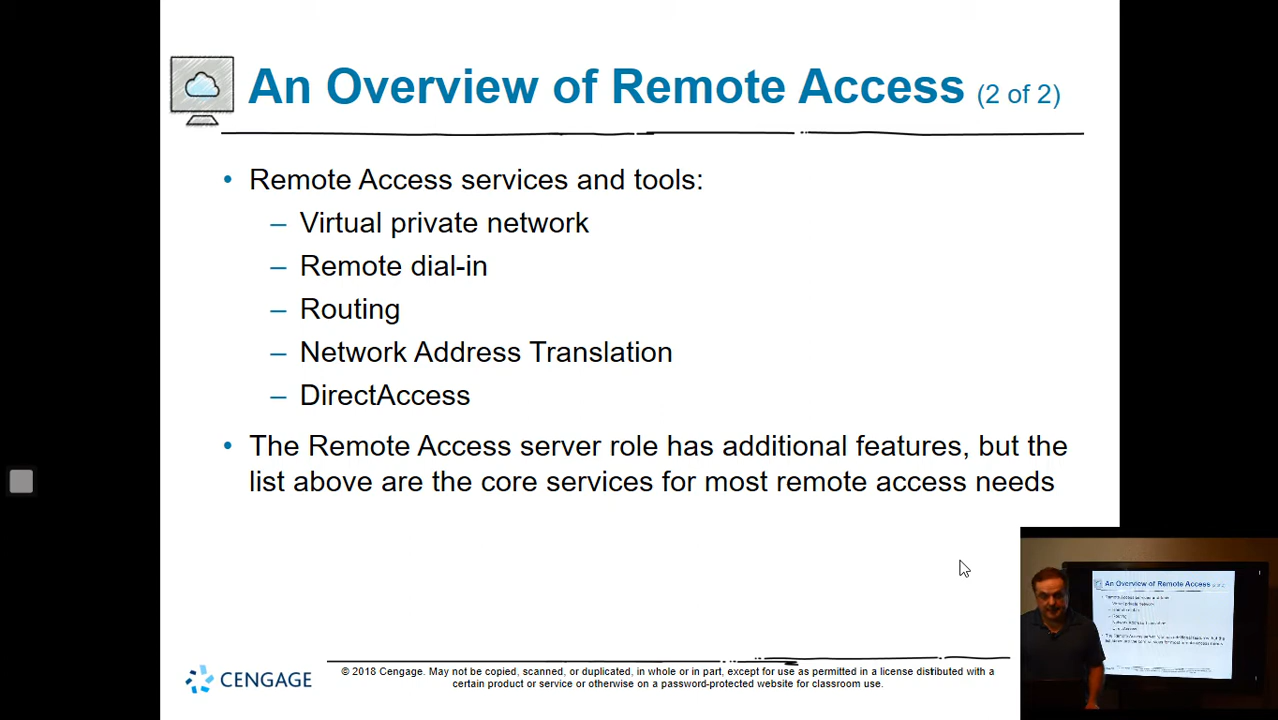 An Overview of Remote Access (2 of 2)
• Remote Access services and tools:
– Virtual private network
– Remote dial-in
– Routing
– Network Address Translation
– DirectAccess
• The Remote Access server role has additional features, but the
list above are the core services for most remote access needs
An Overview of Remote Access
CENGAGE
© 2018 Cengage. May not be copied, scanned, or duplicated, in whole or in part, except for use as permitted in a license distributed with a
certain product or service or otherwise on a password-protected website for classroom use.